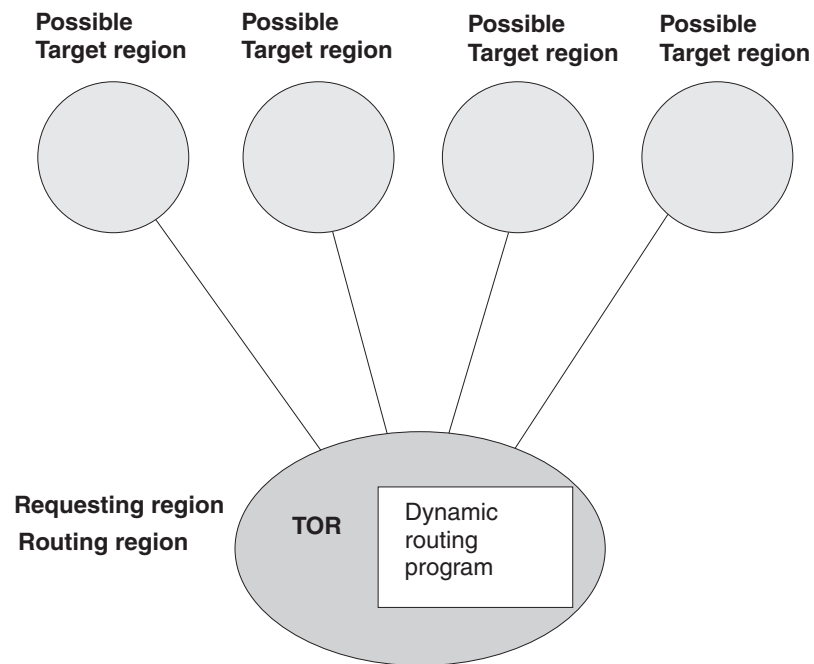 Possible
Target region
Possible
Target region
Possible
Target region
Possible
Target region
Requesting region
Routing region
TOR
Dynamic
routing
program